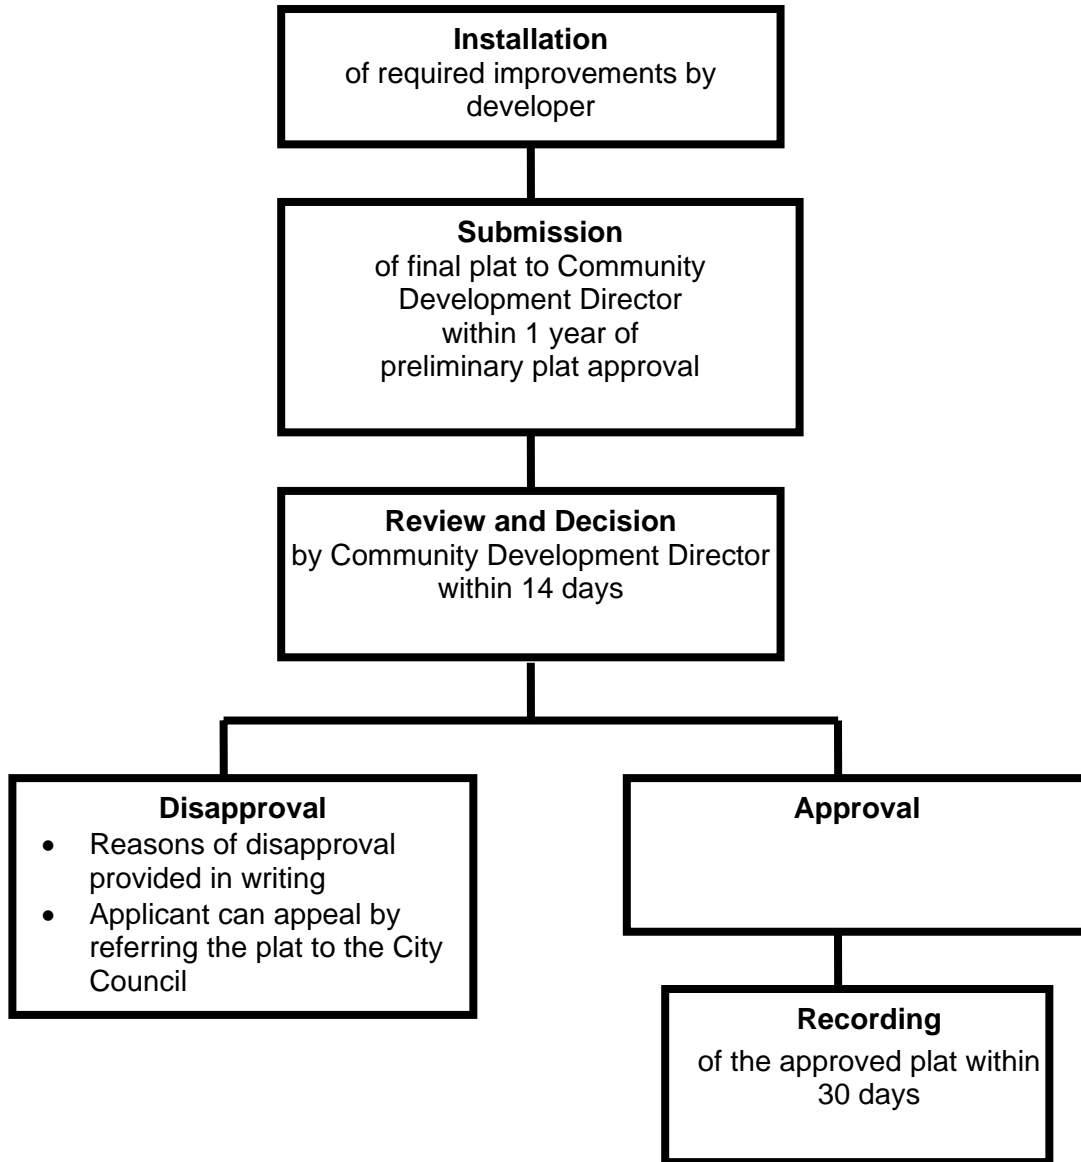 Installation
of required improvements by
developer
Submission
of final plat to Community
Development Director
within 1 year of
preliminary plat approval
Review and Decision
by Community Development Director
within 14 days
Disapproval
• Reasons of disapproval
provided in writing
• Applicant can appeal by
referring the plat to the City
Council
Approval
Recording
of the approved plat within
30 days